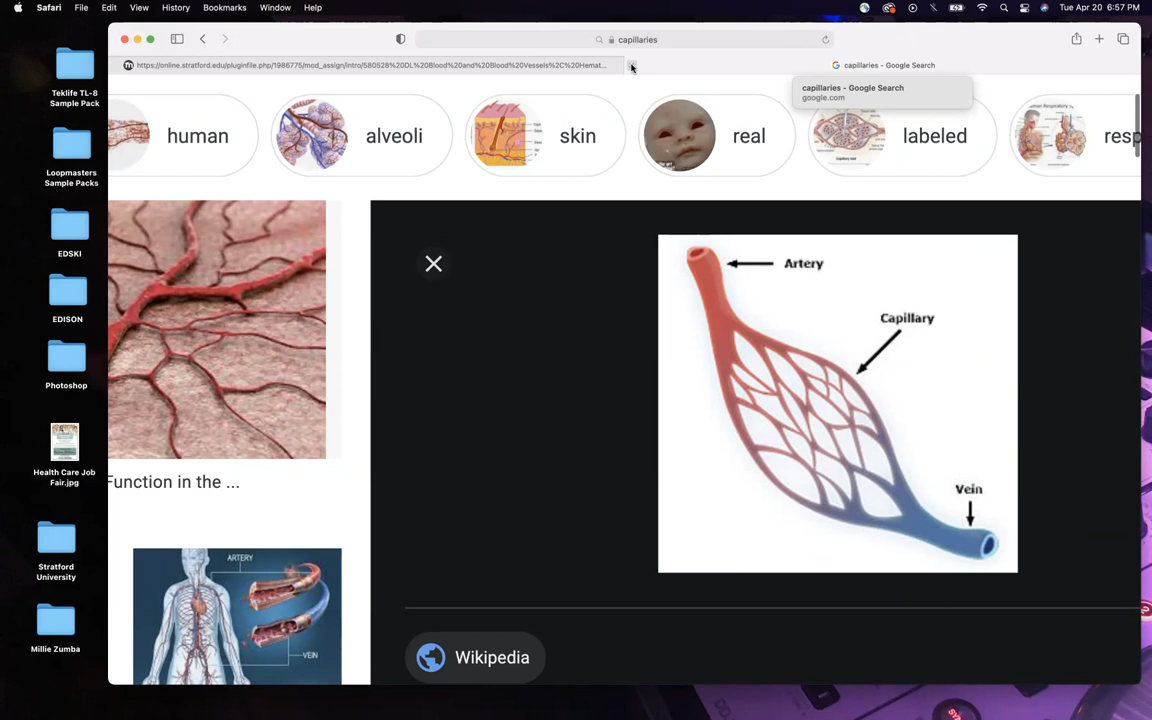 Safari File Edit View History Bookmarks Window Help Tue Apr 20 6:57 PM
capillaries
https://online.stratford.edu/pluginfile.php/1986775/mod_assign/intro/580528%20DL%20Blood%20and%20Blood%20Vessels%2C%20Hemat...
capillaries - Google Search
capillaries - Google Search
google.com
human
alveoli
skin
real
labeled
resp
Teklife TL-8
Sample Pack
Loopmasters
Sample Packs
EDSKI
EDISON
Photoshop
Health Care Job
Fair.jpg
Stratford
University
Millie Zumba
Artery
Capillary
Vein
Function in the ...
ARTERY
VEIN
Wikipedia